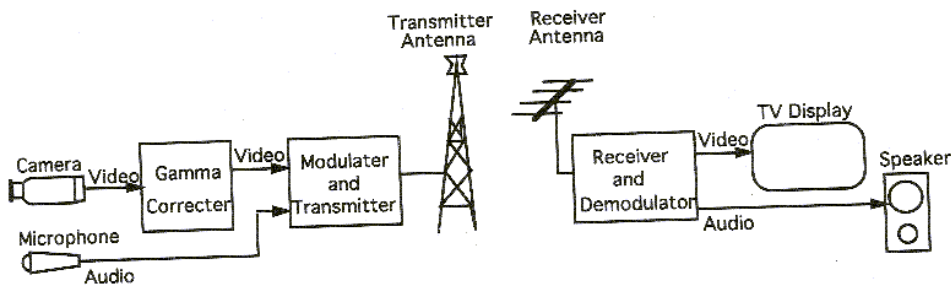 Transmitter
Antenna
Receiver
Antenna
Camera
Video
Gamma
Correcter
Video
Modulater
and
Transmitter
Microphone
Audio
Receiver
and
Demodulator
Video
TV Display
Audio
Speaker